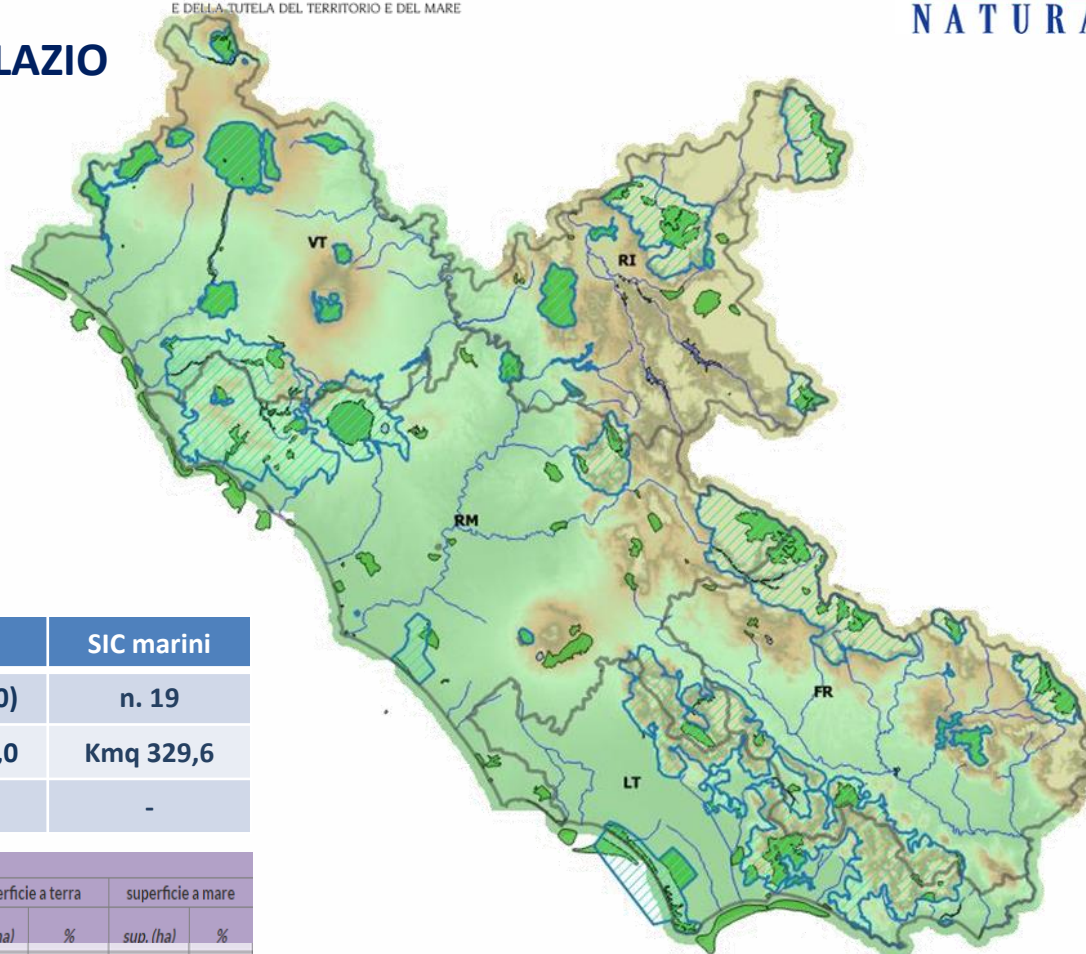 E DELLA TUTELA DEL TERRITORIO E DEL MARE
NATURA
LAZIO
VT
RI
RM
FR
LT
SIC marini
0) n. 19
,0 Kmq 329,6
-
erficie a terra superficie a mare
ha) % sup. (ha) %